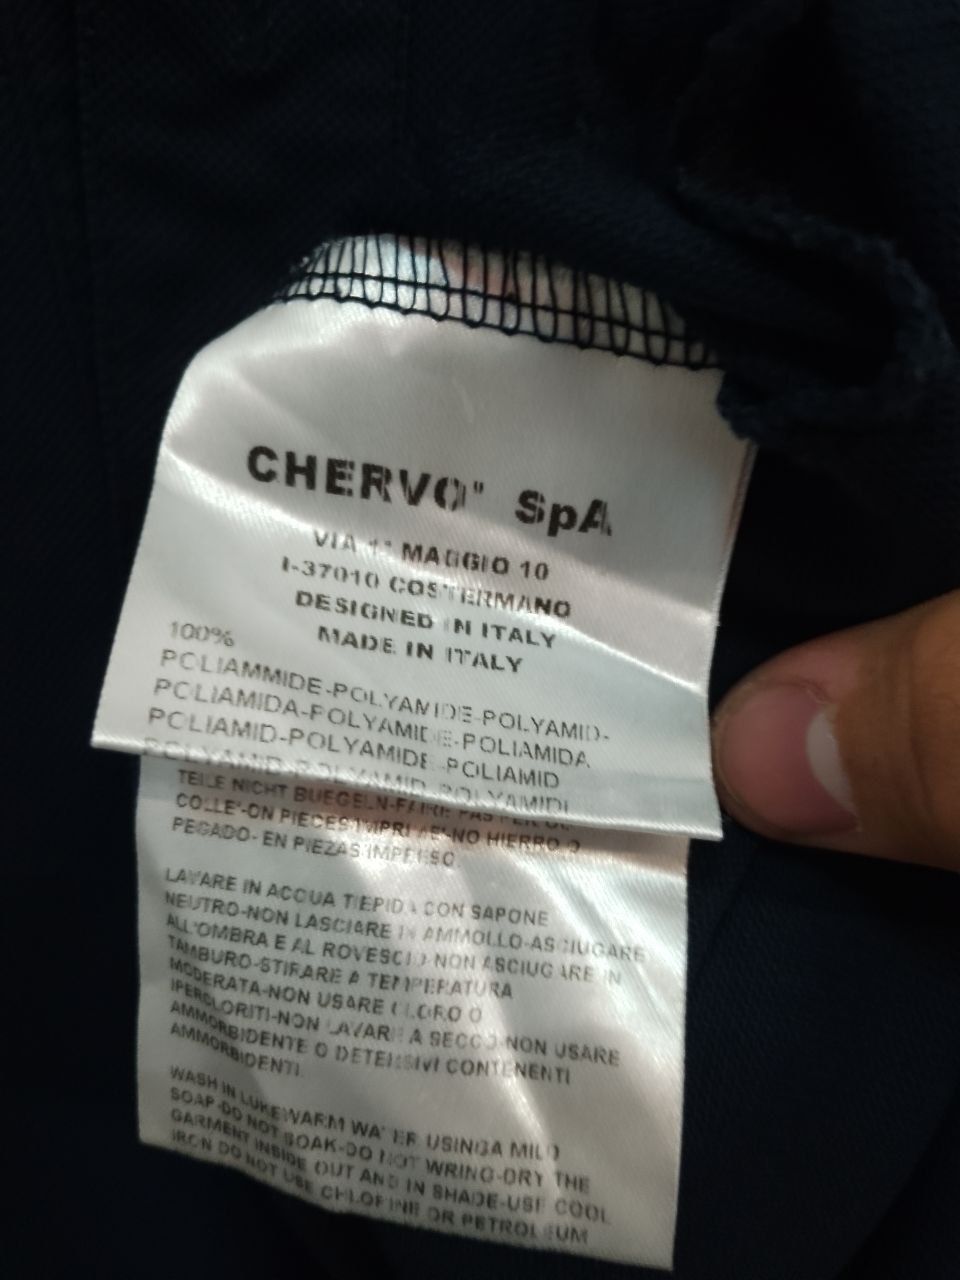 CHERVO' SpA
VIA 1° MAGGIO 10
I-37010 COSTERMANO
DESIGNED IN ITALY
MADE IN ITALY
100%
POLIAMMIDE-POLYAMIDE-POLYAMID-
POLIAMIDA-POLYAMIDE-POLIAMIDA
POLIAMID-POLYAMIDE-POLIAMID
TEILE NICHT BUEGELN-FAIRE PAS
COLLE'-ON PIECES NO HIERRO O
PEGADO-EN PIEZAS
LAVARE IN ACQUA TIEPIDA CON SAPONE
NEUTRO-NON LASCIARE IN AMMOLLO-ASCIUGARE
ALL'OMBRA E AL ROVESCIO-NON ASCIUGARE IN
TAMBURO-STIRARE A TEMPERATURA
MODERATA-NON USARE CLORO O
IPERCLORITI-NON LAVARE A SECCO-NON USARE
AMMORBIDENTE O DETERSIVI CONTENENTI
AMMORBIDENTI.
WASH IN LUKEWARM WATER USINGA MILD
SOAP-DO NOT SOAK-DO NOT WRING-DRY THE
GARMENT INSIDE OUT AND IN SHADE-USE COOL
IRON DO NOT USE CHLORINE OR PETROLEUM